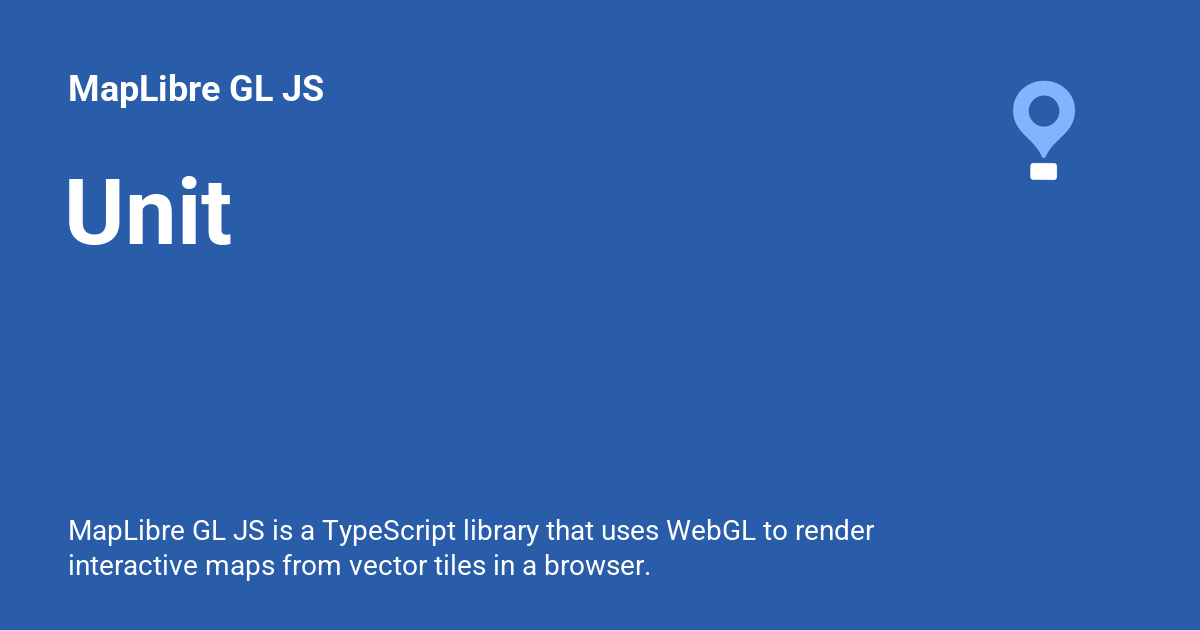 MapLibre GL JS
Unit
MapLibre GL JS is a TypeScript library that uses WebGL to render
interactive maps from vector tiles in a browser.